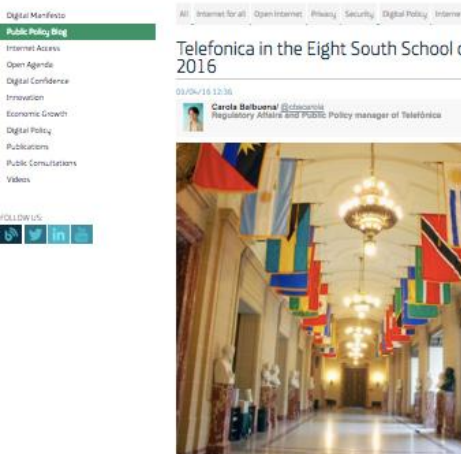 Digital Manifesto
Public Policy Blog
Internet Access
Open Agenda
Digital Confidence
Innovation
Economic Growth
Digital Policy
Publications
Public Consultations
Videos
FOLLOW US:
in
All Internet for all Open Internet Privacy Security Digital Policy Interne
Telefonica in the Eight South School
2016
01/04/16 12:36
Carola Balbuena/ @cbacarola
Regulatory Affairs and Public Policy manager of Telefónica